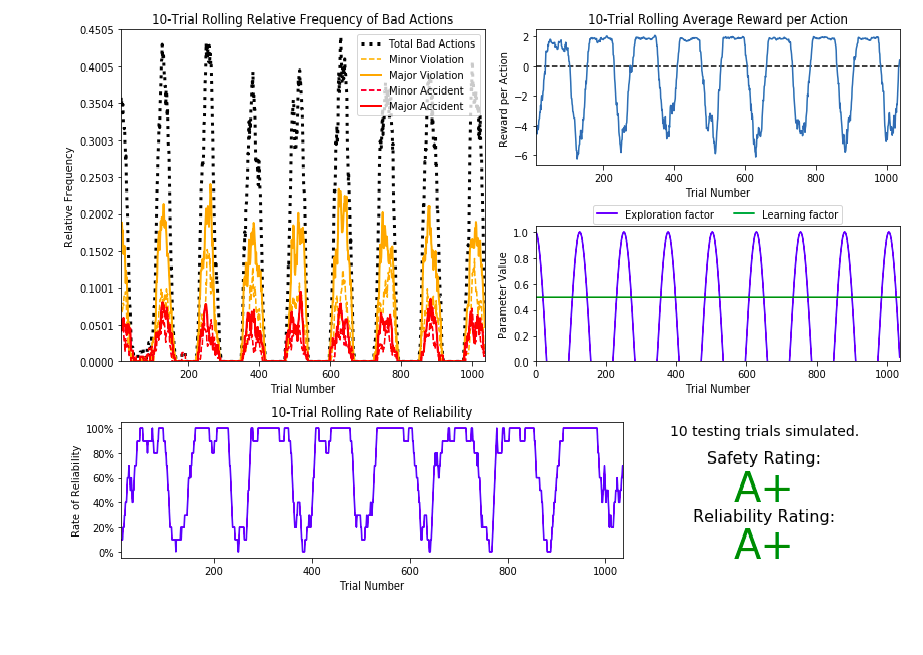 10-Trial Rolling Relative Frequency of Bad Actions
0.4505
0.4005
0.3504
0.3003
0.2503
0.2002
0.1502
0.1001
0.0501
0.0000
Relative Frequency
Total Bad Actions
Minor Violation
Major Violation
Minor Accident
Major Accident
200 400 600 800 1000
Trial Number
10-Trial Rolling Average Reward per Action
2
0
−2
−4
−6
Reward per Action
200 400 600 800 1000
Trial Number
Exploration factor Learning factor
1.0
0.8
0.6
0.4
0.2
0.0
Parameter Value
0 200 400 600 800 1000
Trial Number
10-Trial Rolling Rate of Reliability
100%
80%
60%
40%
20%
0%
Rate of Reliability
200 400 600 800 1000
Trial Number
10 testing trials simulated.
Safety Rating:
A+
Reliability Rating:
A+